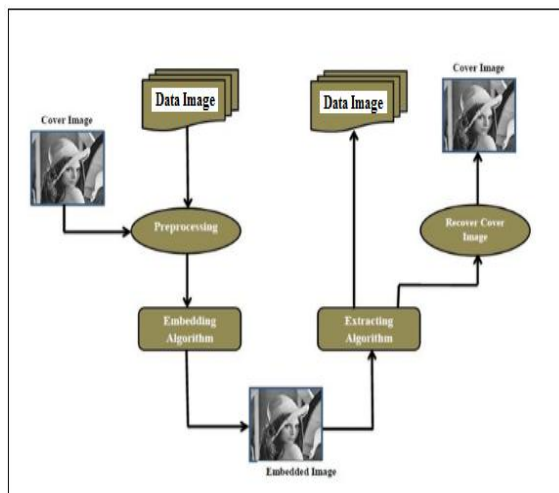 Cover Image
Data Image
Data Image
Cover Image
Preprocessing
Recover Cover
Image
Embedding
Algorithm
Extracting
Algorithm
Embedded Image